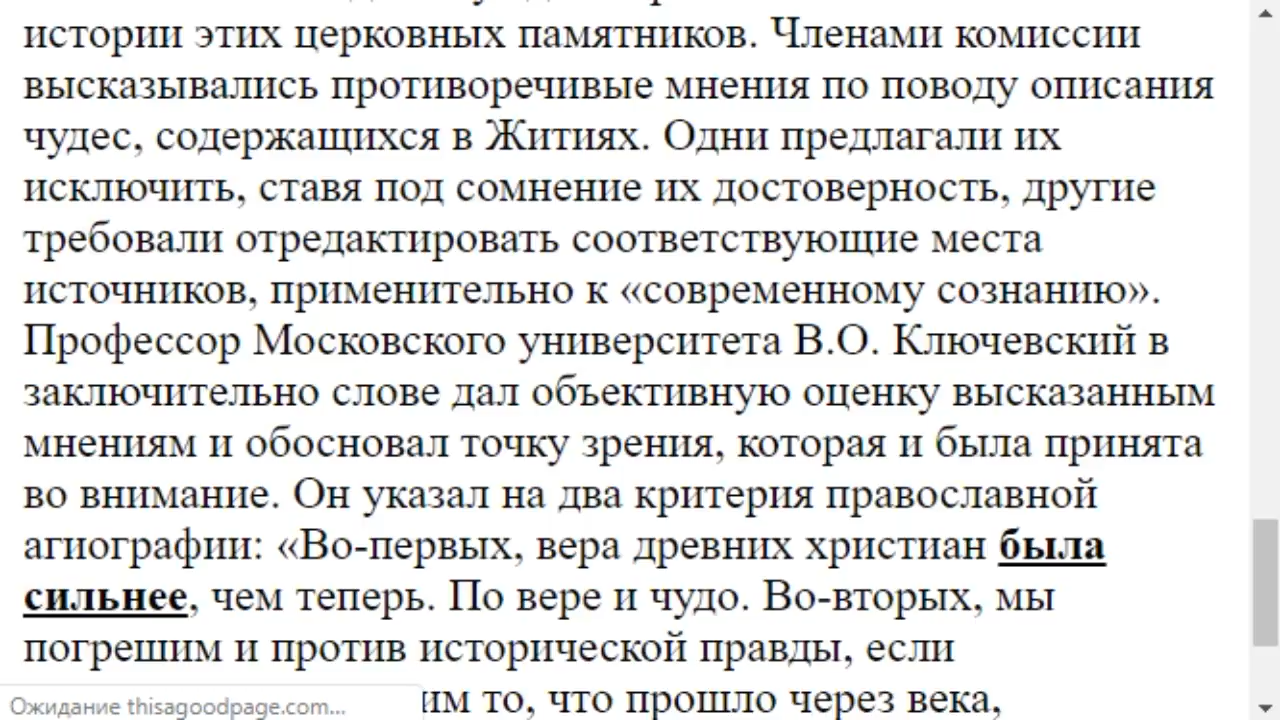 истории этих церковных памятников. Членами комиссии
высказывались противоречивые мнения по поводу описания
чудес, содержащихся в Житиях. Одни предлагали их
исключить, ставя под сомнение их достоверность, другие
требовали отредактировать соответствующие места
источников, применительно к «современному сознанию».
Профессор Московского университета В.О. Ключевский в
заключительно слове дал объективную оценку высказанным
мнениям и обосновал точку зрения, которая и была принята
во внимание. Он указал на два критерия православной
агиографии: «Во-первых, вера древних христиан была
сильнее, чем теперь. По вере и чудо. Во-вторых, мы
погрешим и против исторической правды, если
то, что прошло через века,
Ожидание thisagoodpage.com...